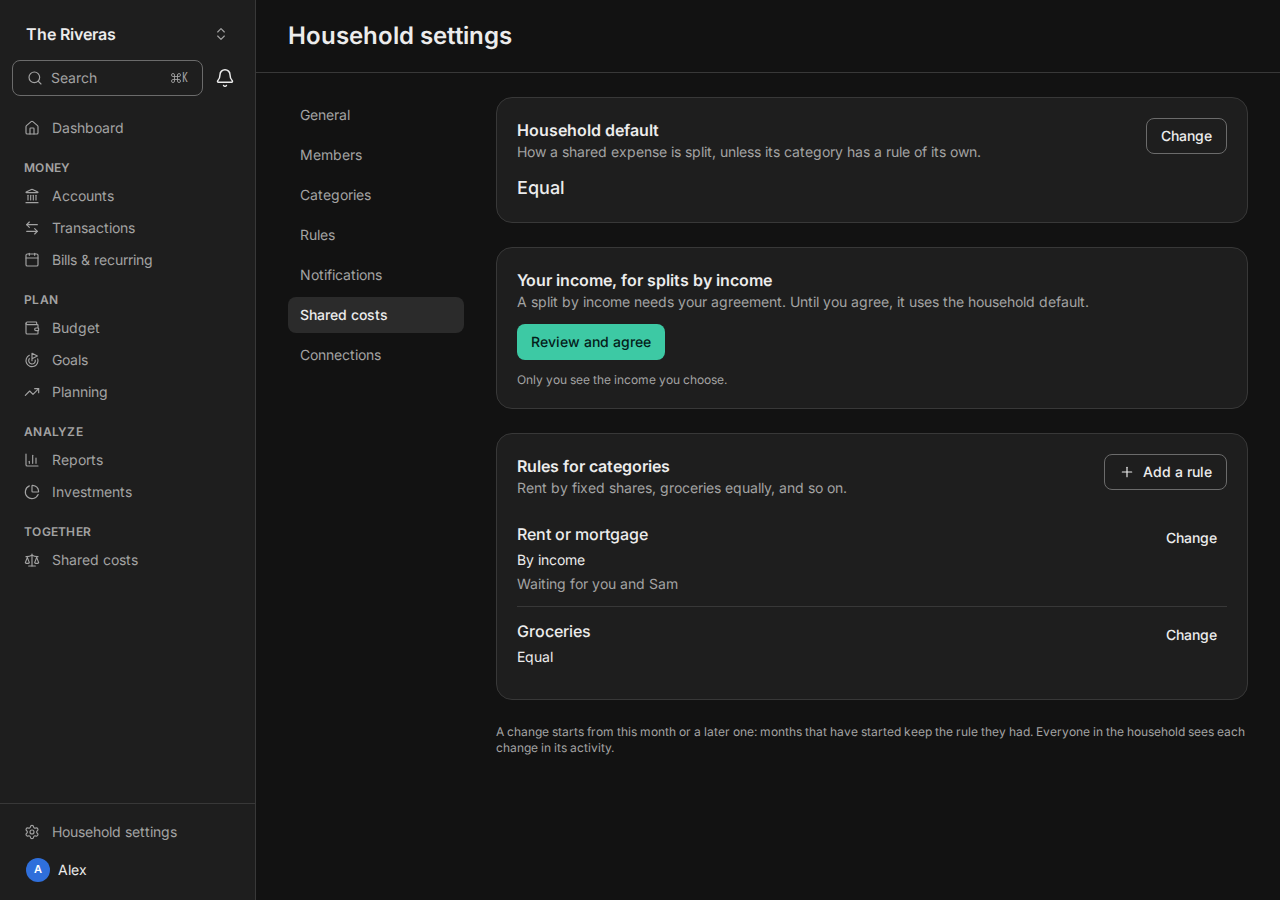 The Riveras
Search ⌘K
Dashboard
MONEY
Accounts
Transactions
Bills & recurring
PLAN
Budget
Goals
Planning
ANALYZE
Reports
Investments
TOGETHER
Shared costs
Household settings
A Alex
Household settings
General
Members
Categories
Rules
Notifications
Shared costs
Connections
Household default
How a shared expense is split, unless its category has a rule of its own.
Change
Equal
Your income, for splits by income
A split by income needs your agreement. Until you agree, it uses the household default.
Review and agree
Only you see the income you choose.
Rules for categories
Rent by fixed shares, groceries equally, and so on.
Add a rule
Rent or mortgage
By income
Waiting for you and Sam
Change
Groceries
Equal
Change
A change starts from this month or a later one: months that have started keep the rule they had. Everyone in the household sees each
change in its activity.